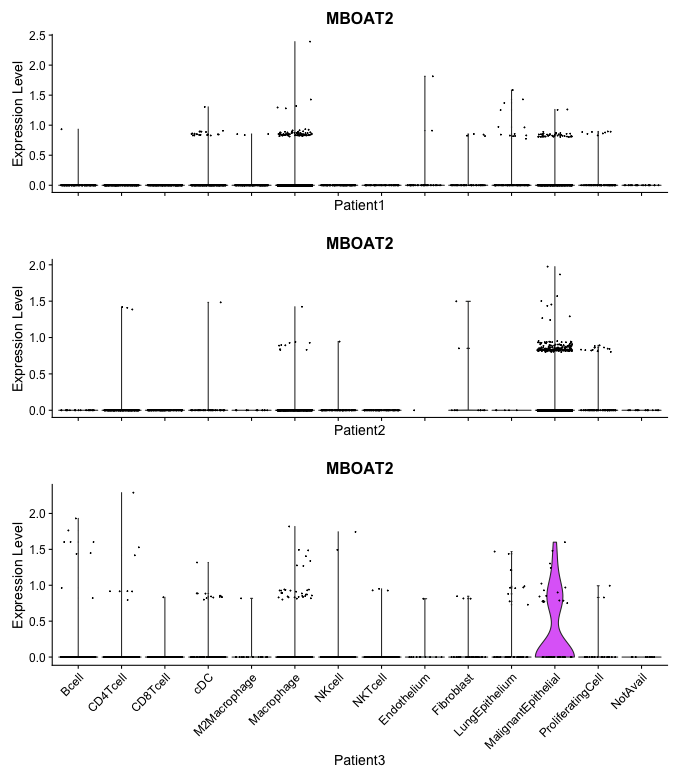 MBOAT2
Expression Level
2.5
2.0
1.5
1.0
0.5
0.0
Patient1
MBOAT2
Expression Level
2.0
1.5
1.0
0.5
0.0
Patient2
MBOAT2
Expression Level
2.0
1.5
1.0
0.5
0.0
Bcell
CD4Tcell
CD8Tcell
cDC
M2Macrophage
Macrophage
NKcell
NKTcell
Endothelium
Fibroblast
LungEpithelium
MalignantEpithelial
ProliferatingCell
NotAvail
Patient3